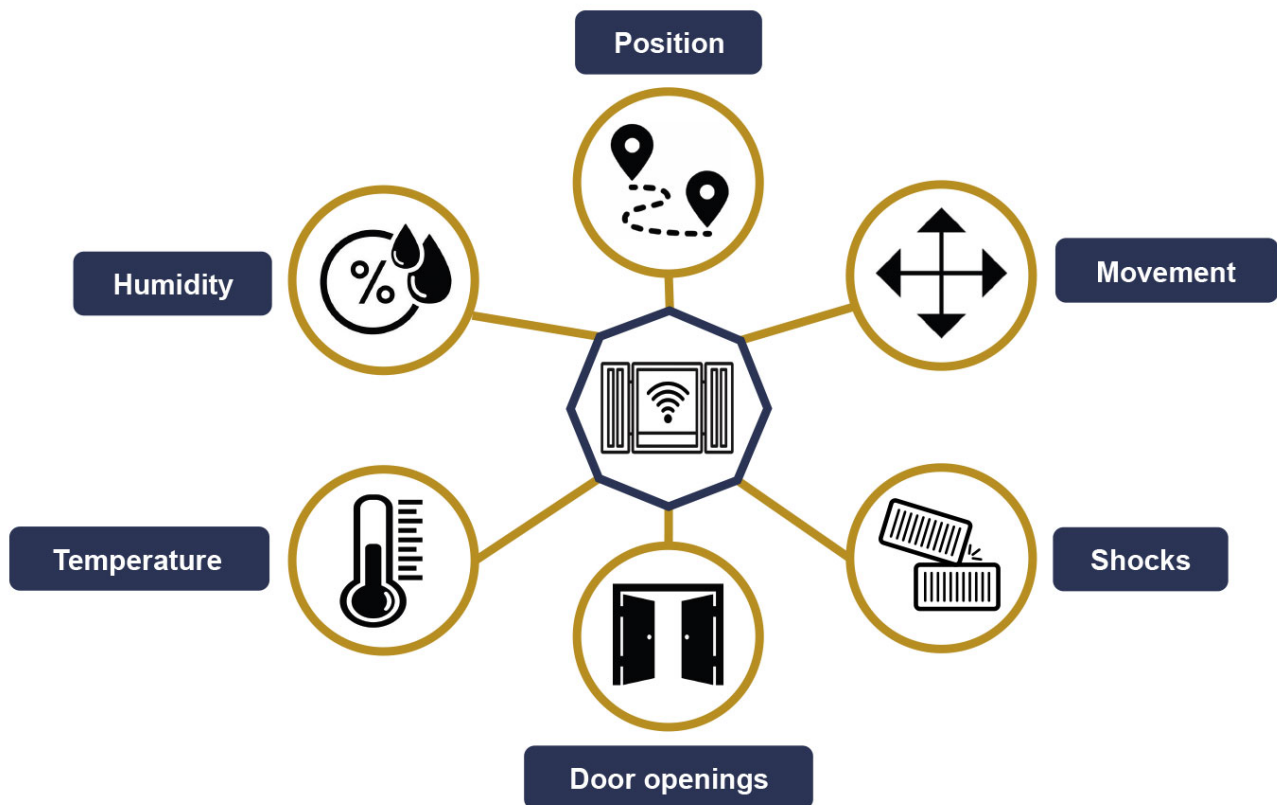 Position
Humidity
Movement
%
Temperature
Shocks
Door openings